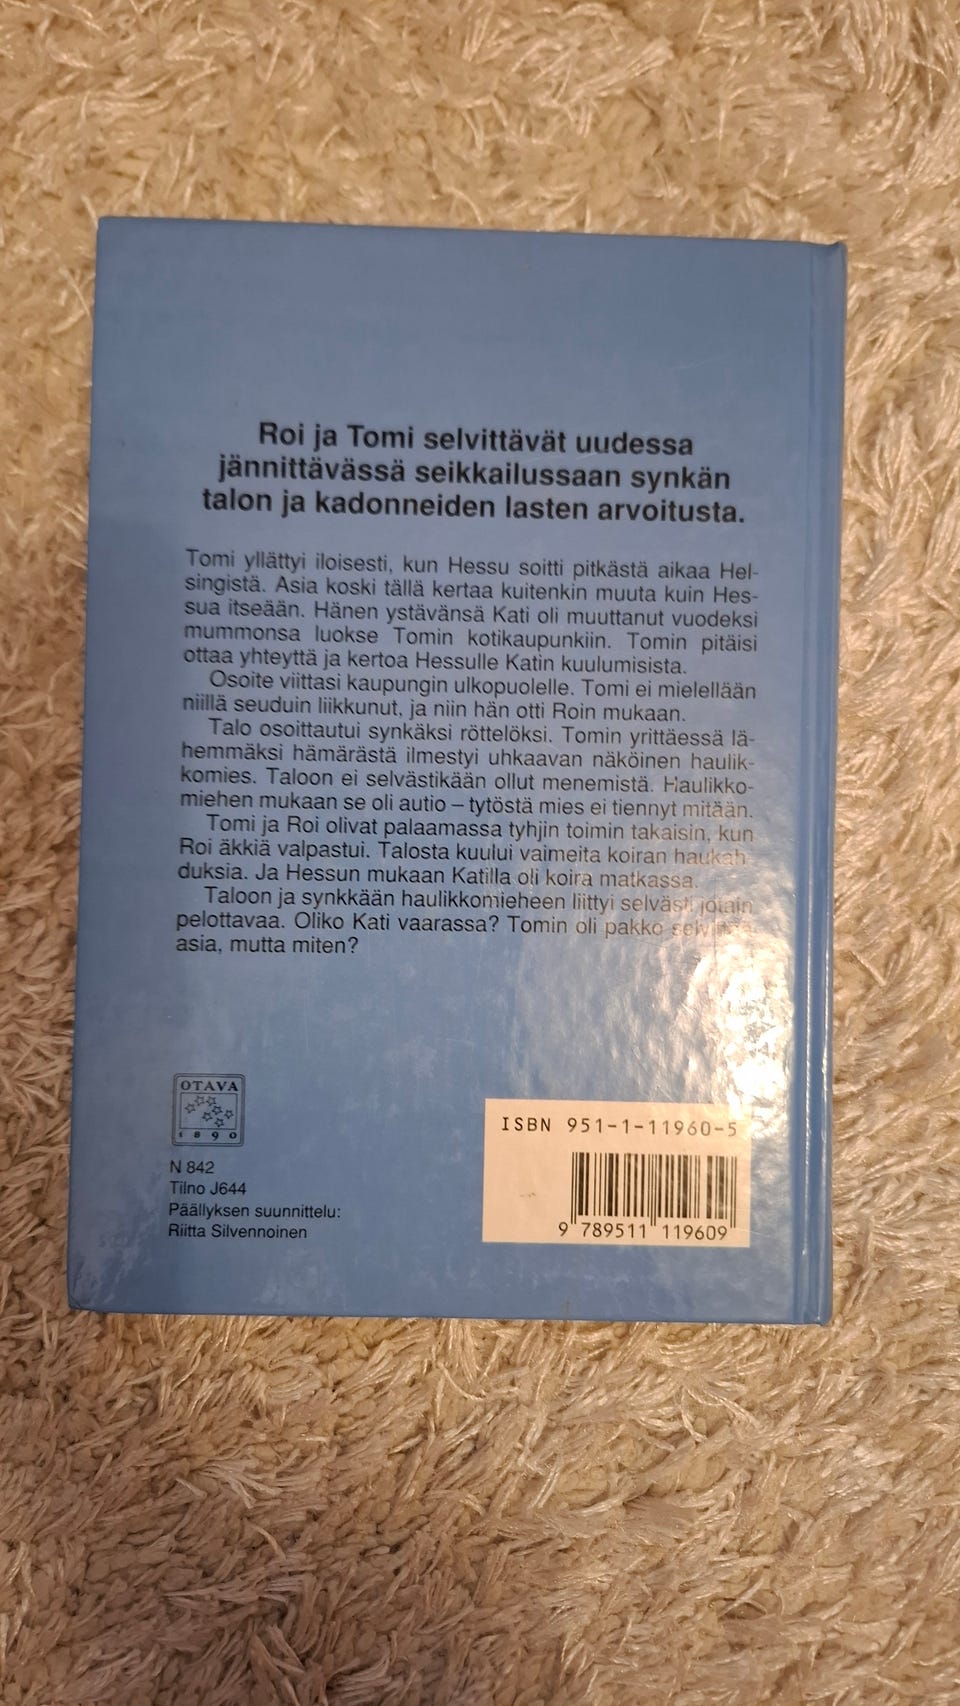 Roi ja Tomi selvittävät uudessa
jännittävässä seikkailussaan synkän
talon ja kadonneiden lasten arvoitusta.
Tomi yllättyi iloisesti, kun Hessu soitti pitkästä aikaa Hel-
singistä. Asia koski tällä kertaa kuitenkin muuta kuin Hes-
sua itseään. Hänen ystävänsä Kati oli muuttanut vuodeksi
mummonsa luokse Tomin kotikaupunkiin. Tomin pitäisi
ottaa yhteyttä ja kertoa Hessulle Katin kuulumisista.
Osoite viittasi kaupungin ulkopuolelle. Tomi ei mielellään
niillä seuduin liikkunut, ja niin hän otti Roin mukaan.
Talo osoittautui synkäksi röttelöksi. Tomin yrittäessä lä-
hemmäksi hämärästä ilmestyi uhkaavan näköinen haulik-
komies. Taloon ei selvästikään ollut menemistä. Haulikko-
miehen mukaan se oli autio – tytöstä mies ei tiennyt mitään.
Tomi ja Roi olivat palaamassa tyhjin toimin takaisin, kun
Roi äkkiä valpastui. Talosta kuului vaimeita koiran haukah-
duksia. Ja Hessun mukaan Katilla oli koira matkassa.
Taloon ja synkkään haulikkomieheen liittyi selvästi jotain
pelottavaa. Oliko Kati vaarassa? Tomin oli pakko
asia, mutta miten?
OTAVA
1890
N 842
Tilno J644
Päällyksen suunnittelu:
Riitta Silvennoinen
ISBN 951-1-11960-5
9 789511 119609